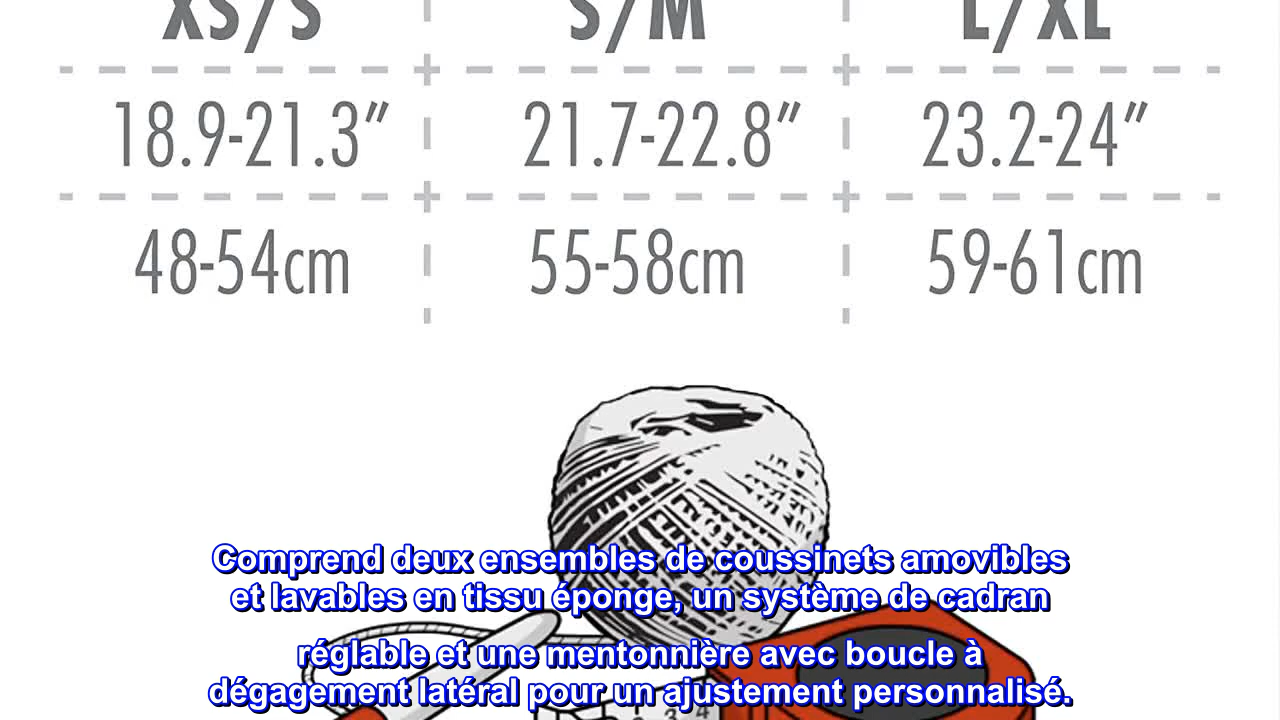 XS/S S/M L/XL
18.9-21.3” 21.7-22.8” 23.2-24”
48-54cm 55-58cm 59-61cm
Comprend deux ensembles de coussinets amovibles
et lavables en tissu éponge, un système de cadran
réglable et une mentonnière avec boucle à
dégagement latéral pour un ajustement personnalisé.
3 4